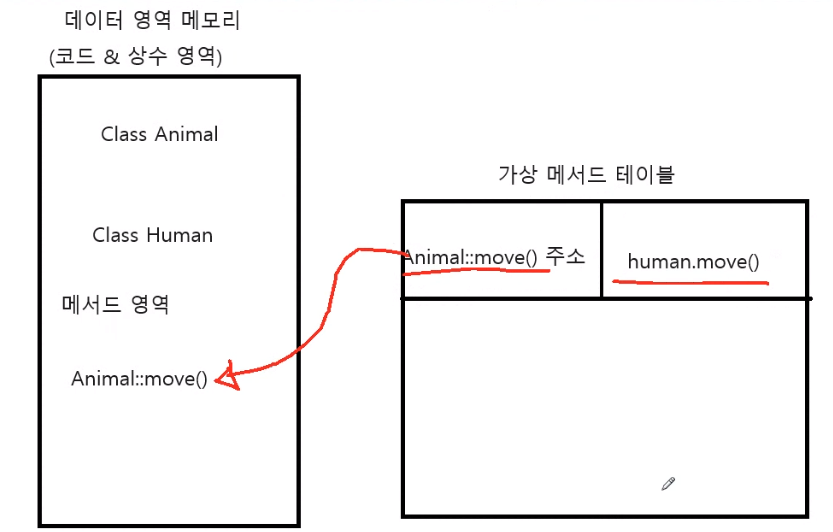 데이터 영역 메모리
(코드 & 상수 영역)
Class Animal
Class Human
메서드 영역
Animal::move()
가상 메서드 테이블
Animal::move() 주소
human.move()